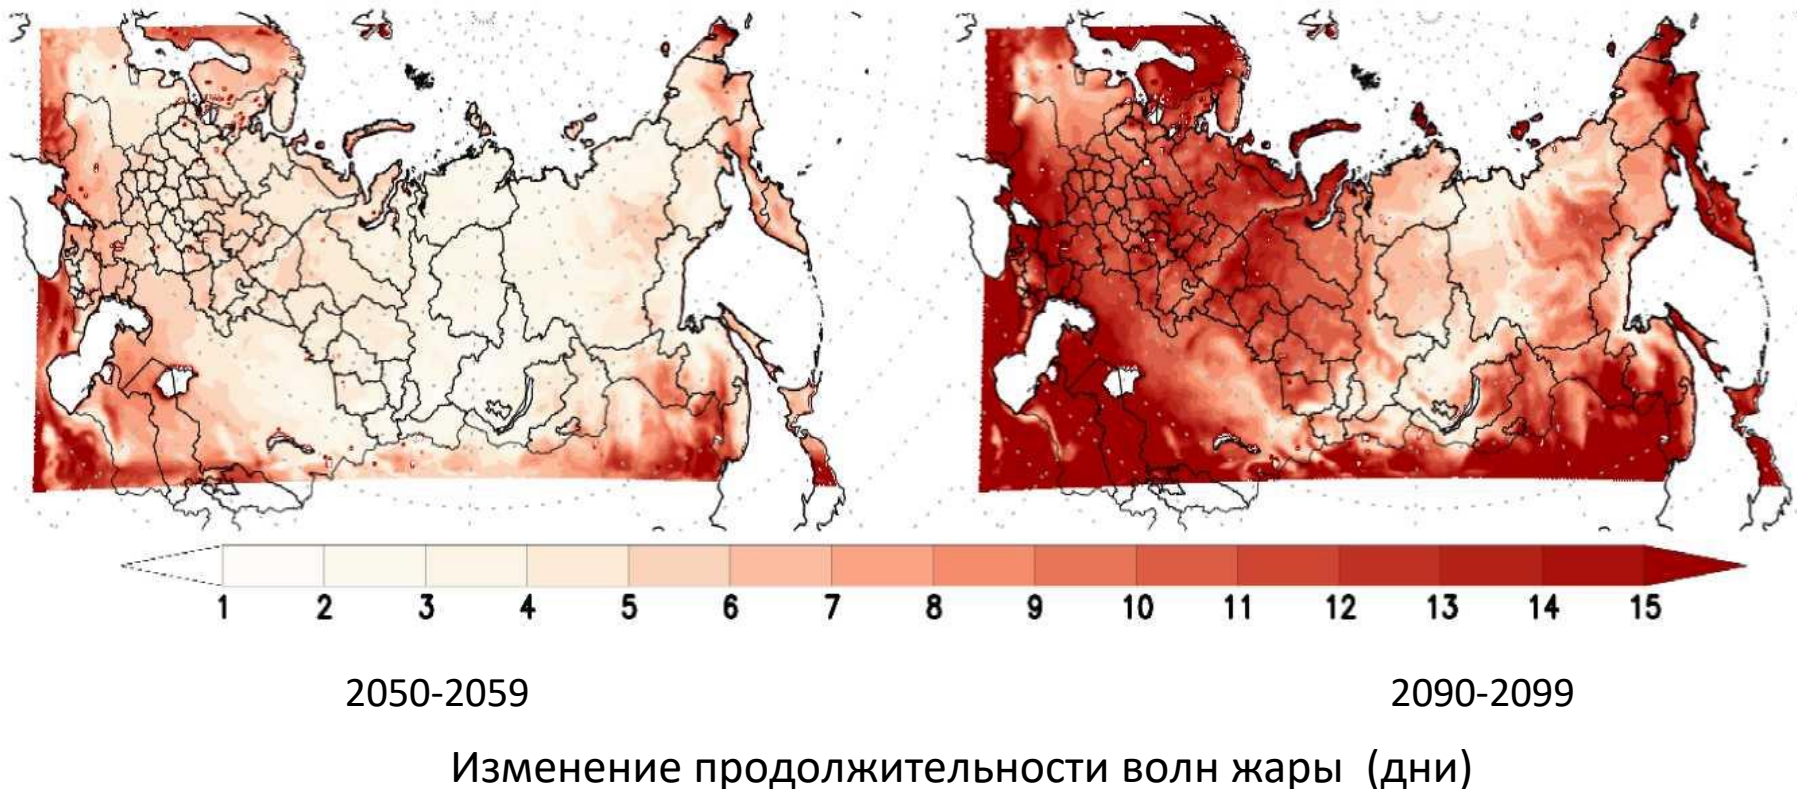 1 2 3 4 5 6 7 8 9 10 11 12 13 14 15
2050-2059 2090-2099
Изменение продолжительности волн жары (дни)